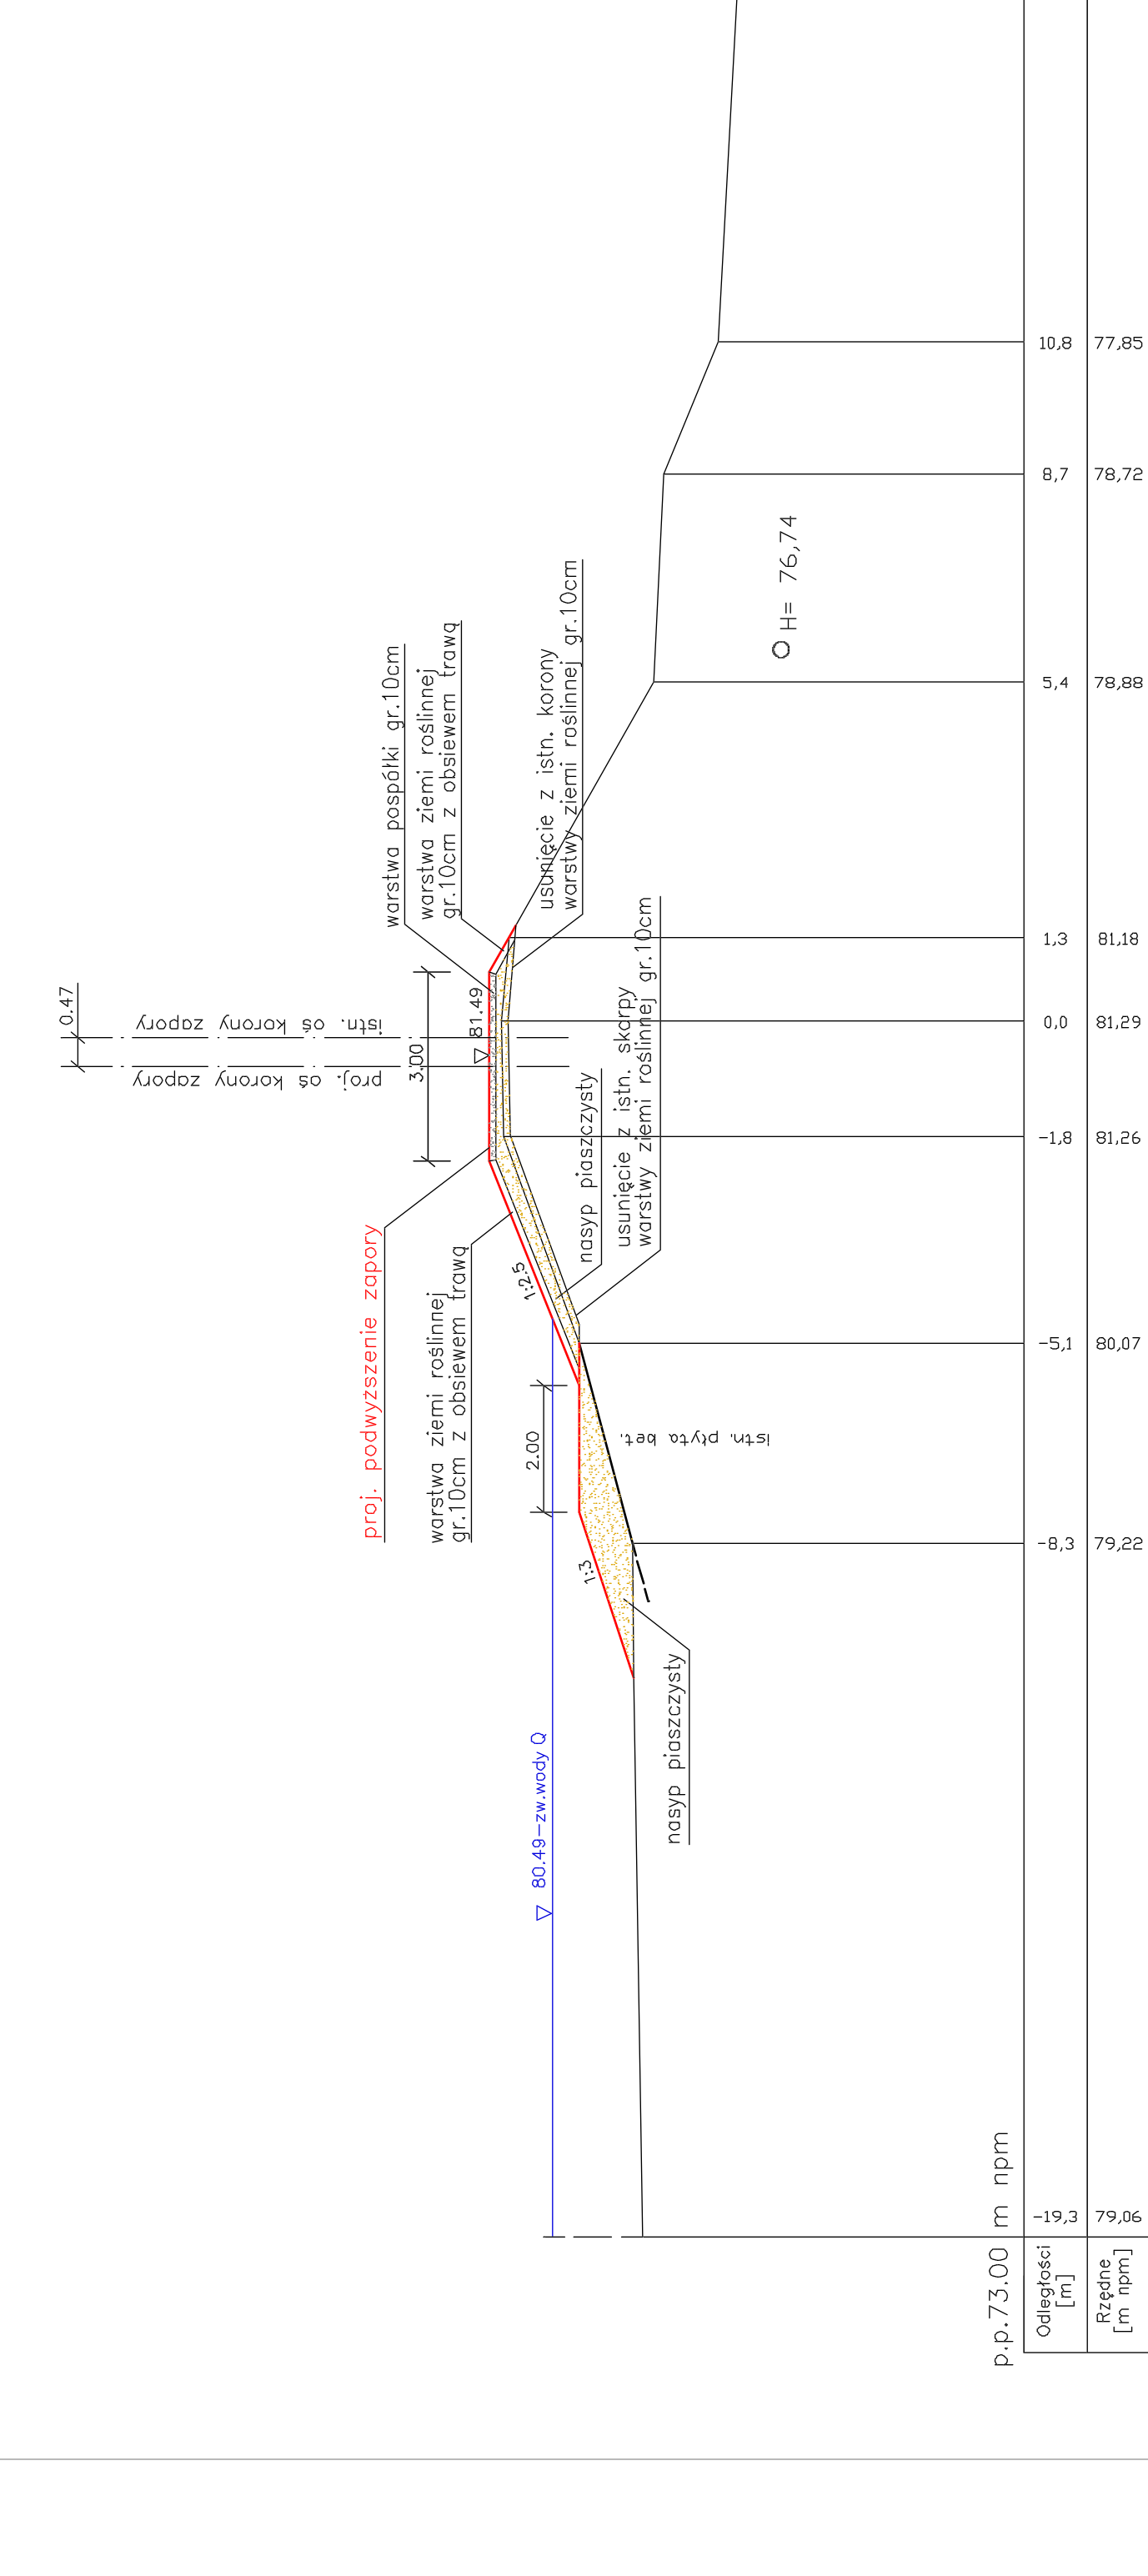 0.47
istn. oś korony zapory
proj. oś korony zapory
warstwa pospółki gr.10cm
warstwa ziemi roślinnej
gr.10cm z obsiewem trawą
usunięcie z istn. korony
warstwy ziemi roślinnej gr.10cm
3.00
81.49
proj. podwyższenie zapory
warstwa ziemi roślinnej
gr.10cm z obsiewem trawą
1:2.5
nasyp piaszczysty
usunięcie z istn. skarpy
warstwy ziemi roślinnej gr.10cm
2.00
Istn. płyta bet.
1:3
nasyp piaszczysty
80.49-zw.wody Q
H= 76,74
p.p.73.00 m npm
Odległości
[m]
-19,3
-8,3
-5,1
-1,8
0,0
1,3
5,4
8,7
10,8
Rzędne
[m npm]
79,06
79,22
80,07
81,26
81,29
81,18
78,88
78,72
77,85